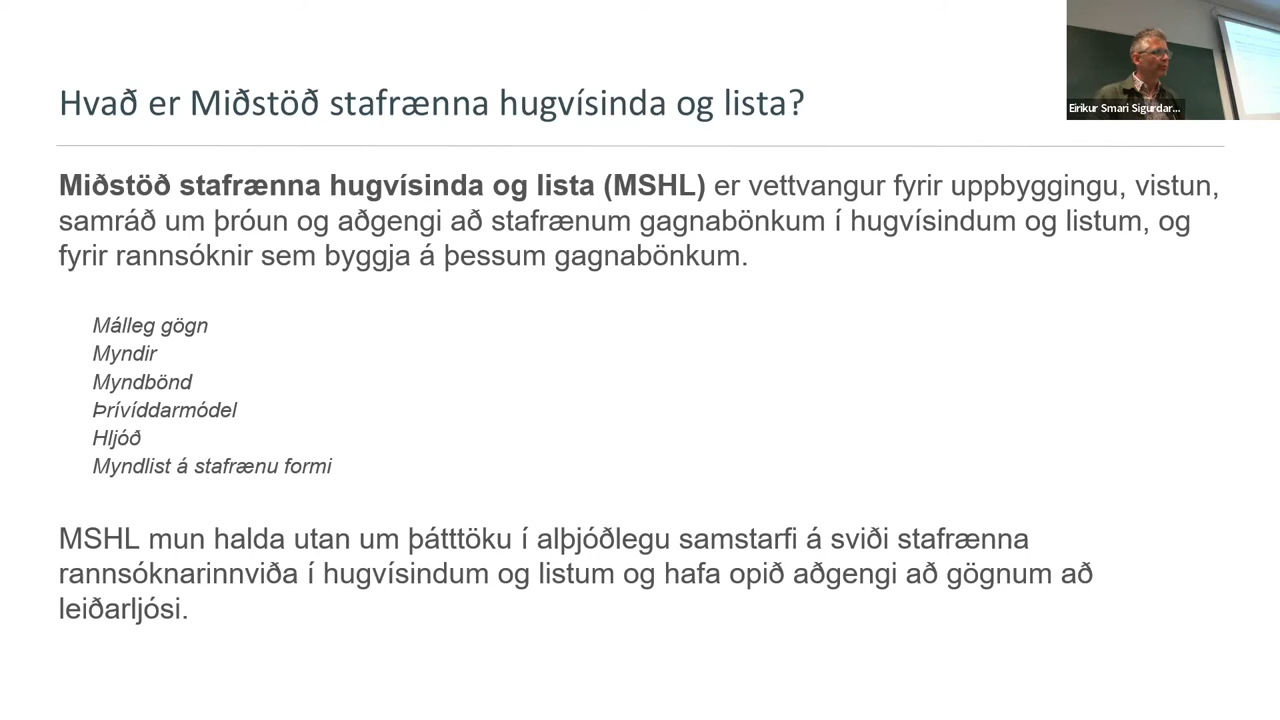 Hvað er Miðstöð stafrænna hugvísinda og lista?
Eirikur Smari Sigurdar...
Miðstöð stafrænna hugvísinda og lista (MSHL) er vettvangur fyrir uppbyggingu, vistun,
samráð um þróun og aðgengi að stafrænum gagnabönkum í hugvísindum og listum, og
fyrir rannsóknir sem byggja á þessum gagnabönkum.
Málleg gögn
Myndir
Myndbönd
Þrívíddarmódel
Hljóð
Myndlist á stafrænu formi
MSHL mun halda utan um þátttöku í alþjóðlegu samstarfi á sviði stafrænna
rannsóknarinnviða í hugvísindum og listum og hafa opið aðgengi að gögnum að
leiðarljósi.